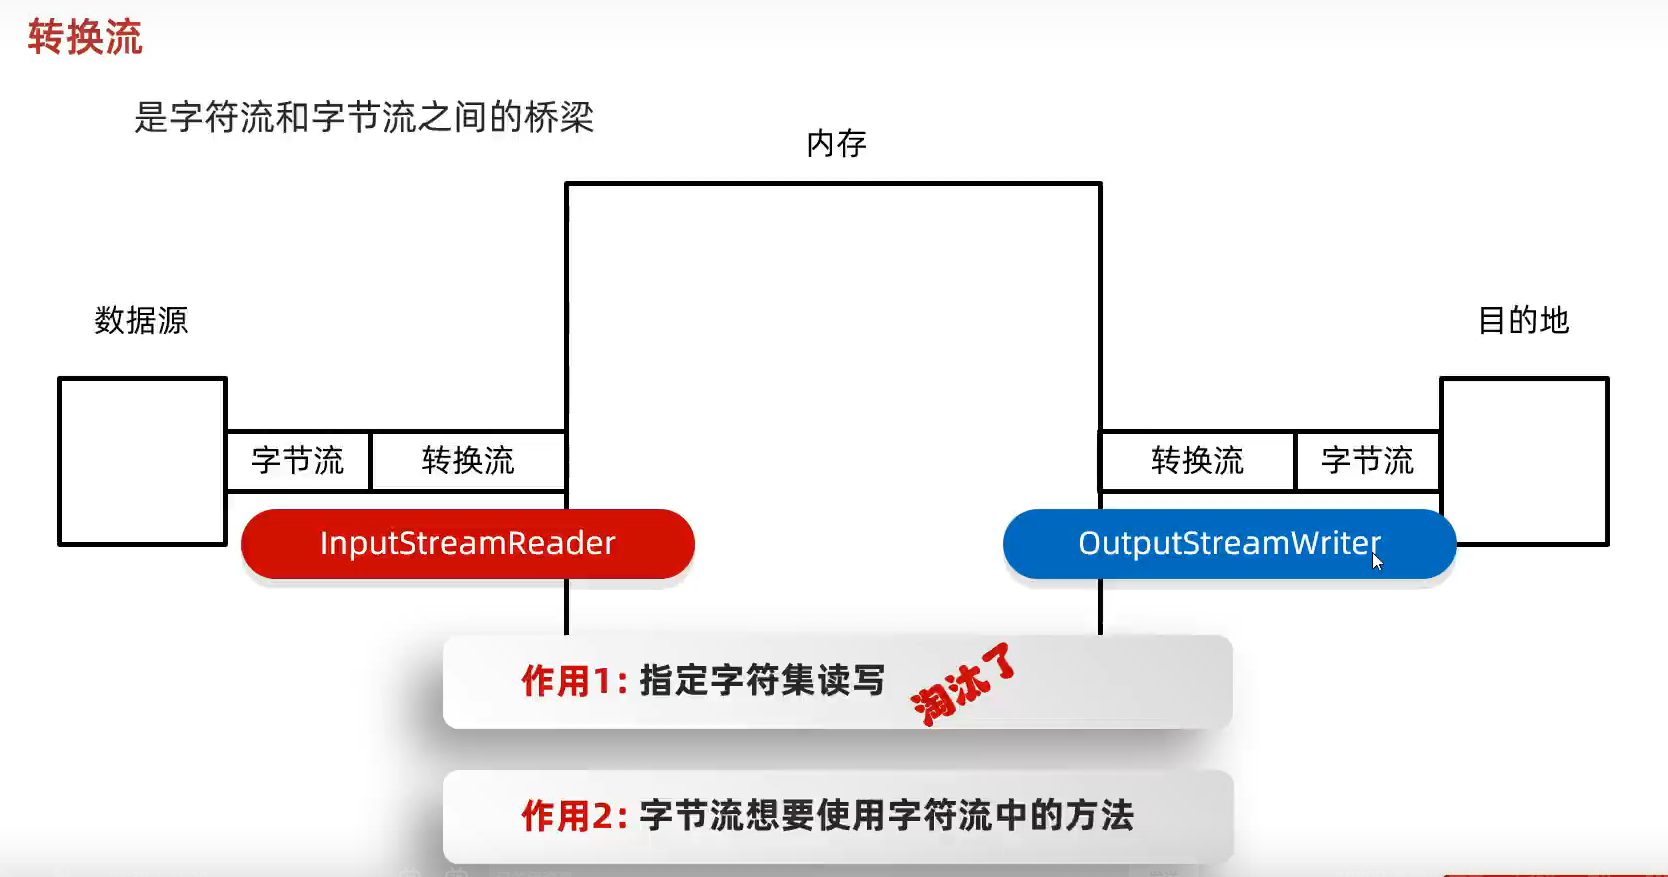 转换流
是字符流和字节流之间的桥梁
内存
数据源
目的地
字节流 转换流
转换流 字节流
InputStreamReader
OutputStreamWriter
作用1: 指定字符集读写 淘汰了
作用2: 字节流想要使用字符流中的方法